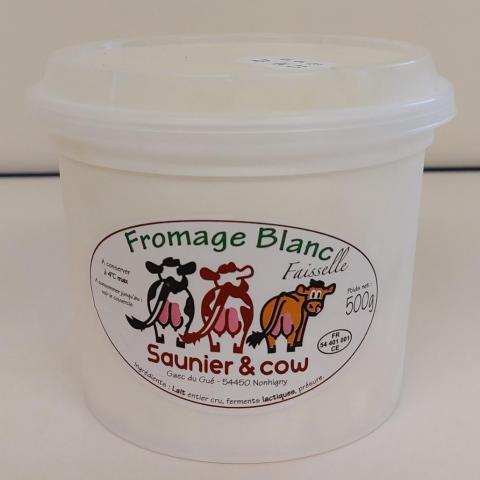 Fromage Blanc
Faisselle
A conserver
à 4°C max
A consommer jusqu'au :
voir le couvercle
Poids net :
500g
FR
54 401 001
CE
Saunier & cow
Gaec du Gué - 54450 Nonhigny
Ingrédients : Lait entier cru, ferments lactiques, présure.